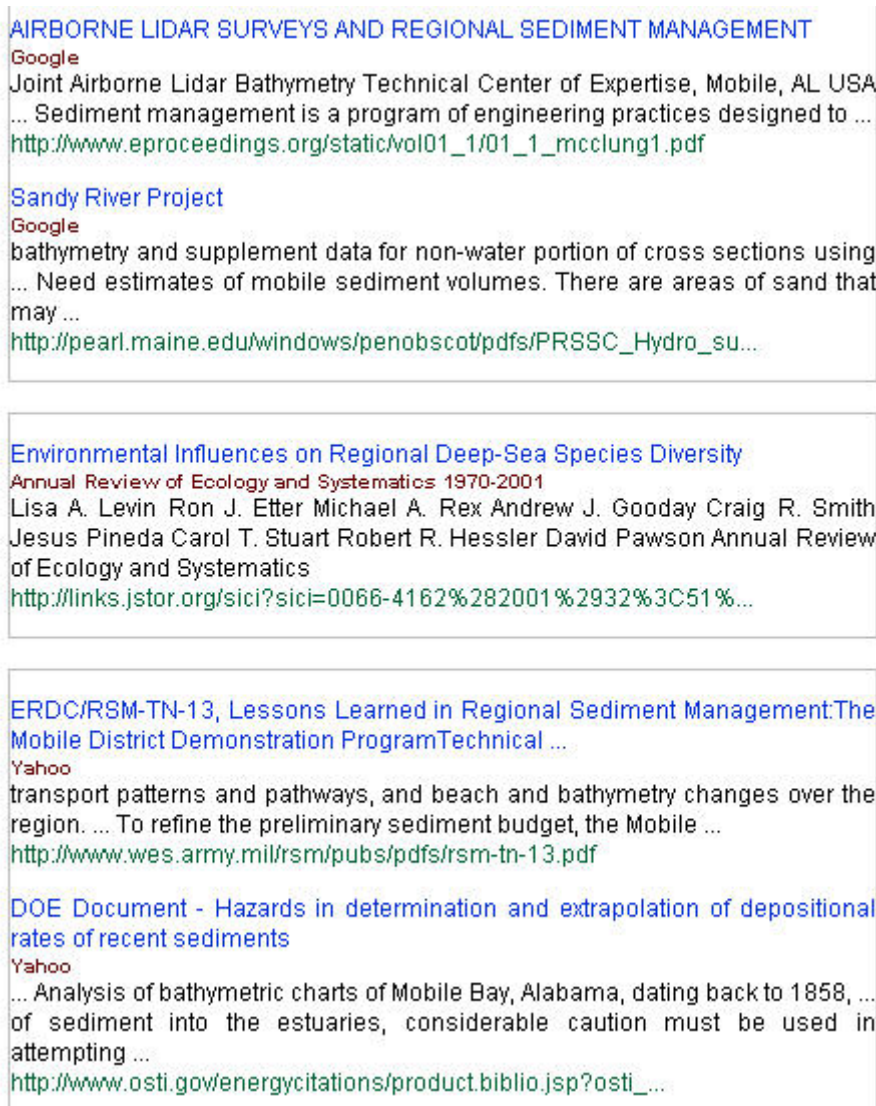 AIRBORNE LIDAR SURVEYS AND REGIONAL SEDIMENT MANAGEMENT
Google
Joint Airborne Lidar Bathymetry Technical Center of Expertise, Mobile, AL USA
... Sediment management is a program of engineering practices designed to ...
http://www.eproceedings.org/static/vol01_1/01_1_mcclung1.pdf
Sandy River Project
Google
bathymetry and supplement data for non-water portion of cross sections using
... Need estimates of mobile sediment volumes. There are areas of sand that
may ...
http://pearl.maine.edu/windows/penobscot/pdfs/PRSSC_Hydro_su...
Environmental Influences on Regional Deep-Sea Species Diversity
Annual Review of Ecology and Systematics 1970-2001
Lisa A. Levin Ron J. Etter Michael A. Rex Andrew J. Gooday Craig R. Smith
Jesus Pineda Carol T. Stuart Robert R. Hessler David Pawson Annual Review
of Ecology and Systematics
http://links.jstor.org/sici?sici=0066-4162%282001%2932%3C51%...
ERDC/RSM-TN-13, Lessons Learned in Regional Sediment Management:The
Mobile District Demonstration ProgramTechnical ...
Yahoo
transport patterns and pathways, and beach and bathymetry changes over the
region. ... To refine the preliminary sediment budget, the Mobile ...
http://www.wes.army.mil/rsm/pubs/pdfs/rsm-tn-13.pdf
DOE Document - Hazards in determination and extrapolation of depositional
rates of recent sediments
Yahoo
... Analysis of bathymetric charts of Mobile Bay, Alabama, dating back to 1858, ...
of sediment into the estuaries, considerable caution must be used in
attempting ...
http://www.osti.gov/energycitations/product.biblio.jsp?osti_...